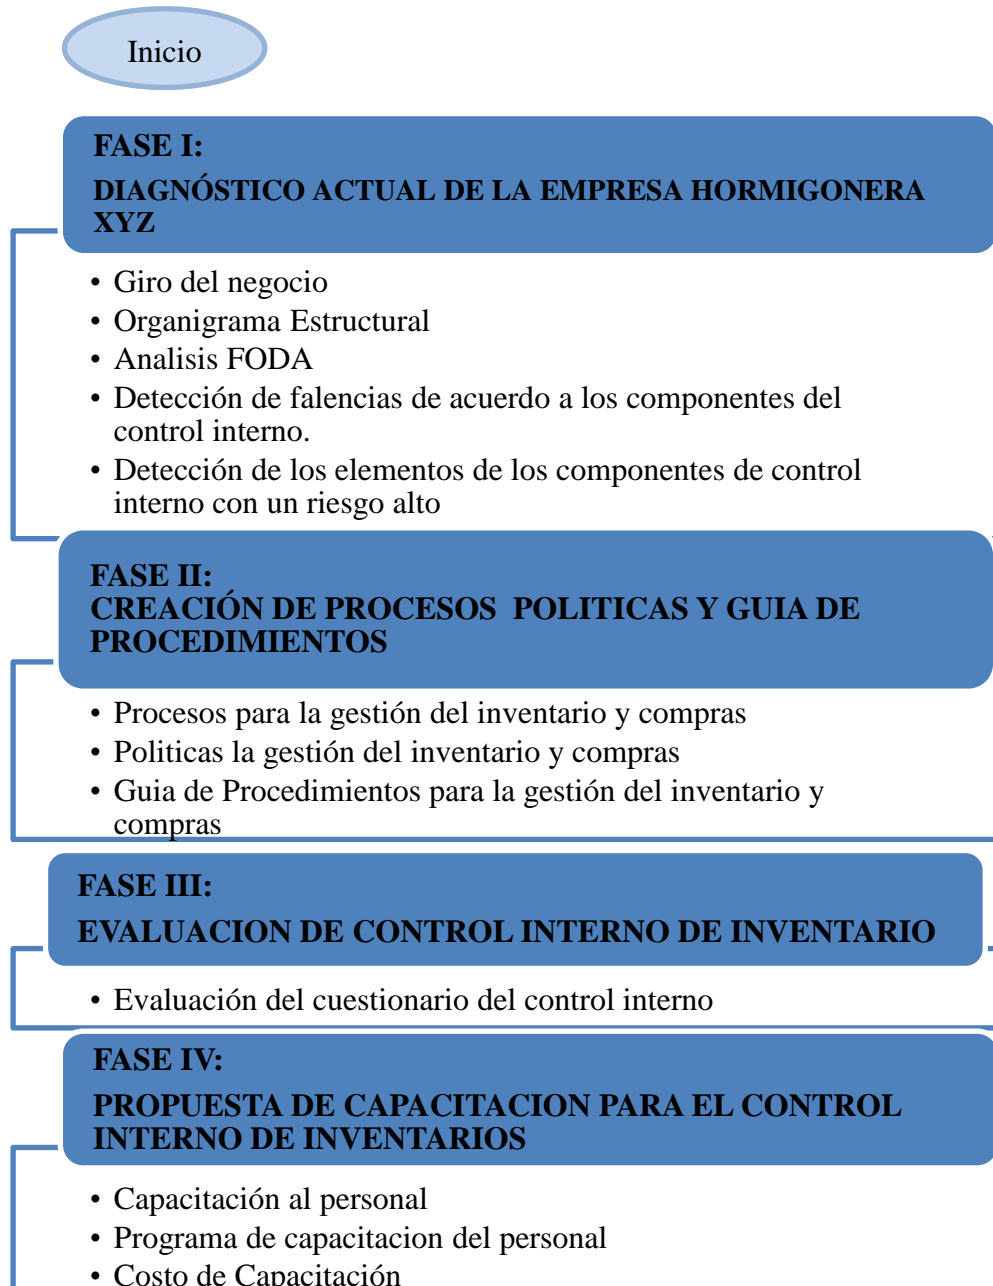 Inicio
FASE I:
DIAGNÓSTICO ACTUAL DE LA EMPRESA HORMIGONERA
XYZ
• Giro del negocio
• Organigrama Estructural
• Analisis FODA
• Detección de falencias de acuerdo a los componentes del
control interno.
• Detección de los elementos de los componentes de control
interno con un riesgo alto
FASE II:
CREACIÓN DE PROCESOS  POLITICAS Y GUIA DE
PROCEDIMIENTOS
• Procesos para la gestión del inventario y compras
• Politicas la gestión del inventario y compras
• Guia de Procedimientos para la gestión del inventario y
compras
FASE III:
EVALUACION DE CONTROL INTERNO DE INVENTARIO
• Evaluación del cuestionario del control interno
FASE IV:
PROPUESTA DE CAPACITACION PARA EL CONTROL
INTERNO DE INVENTARIOS
• Capacitación al personal
• Programa de capacitacion del personal
• Costo de Capacitación